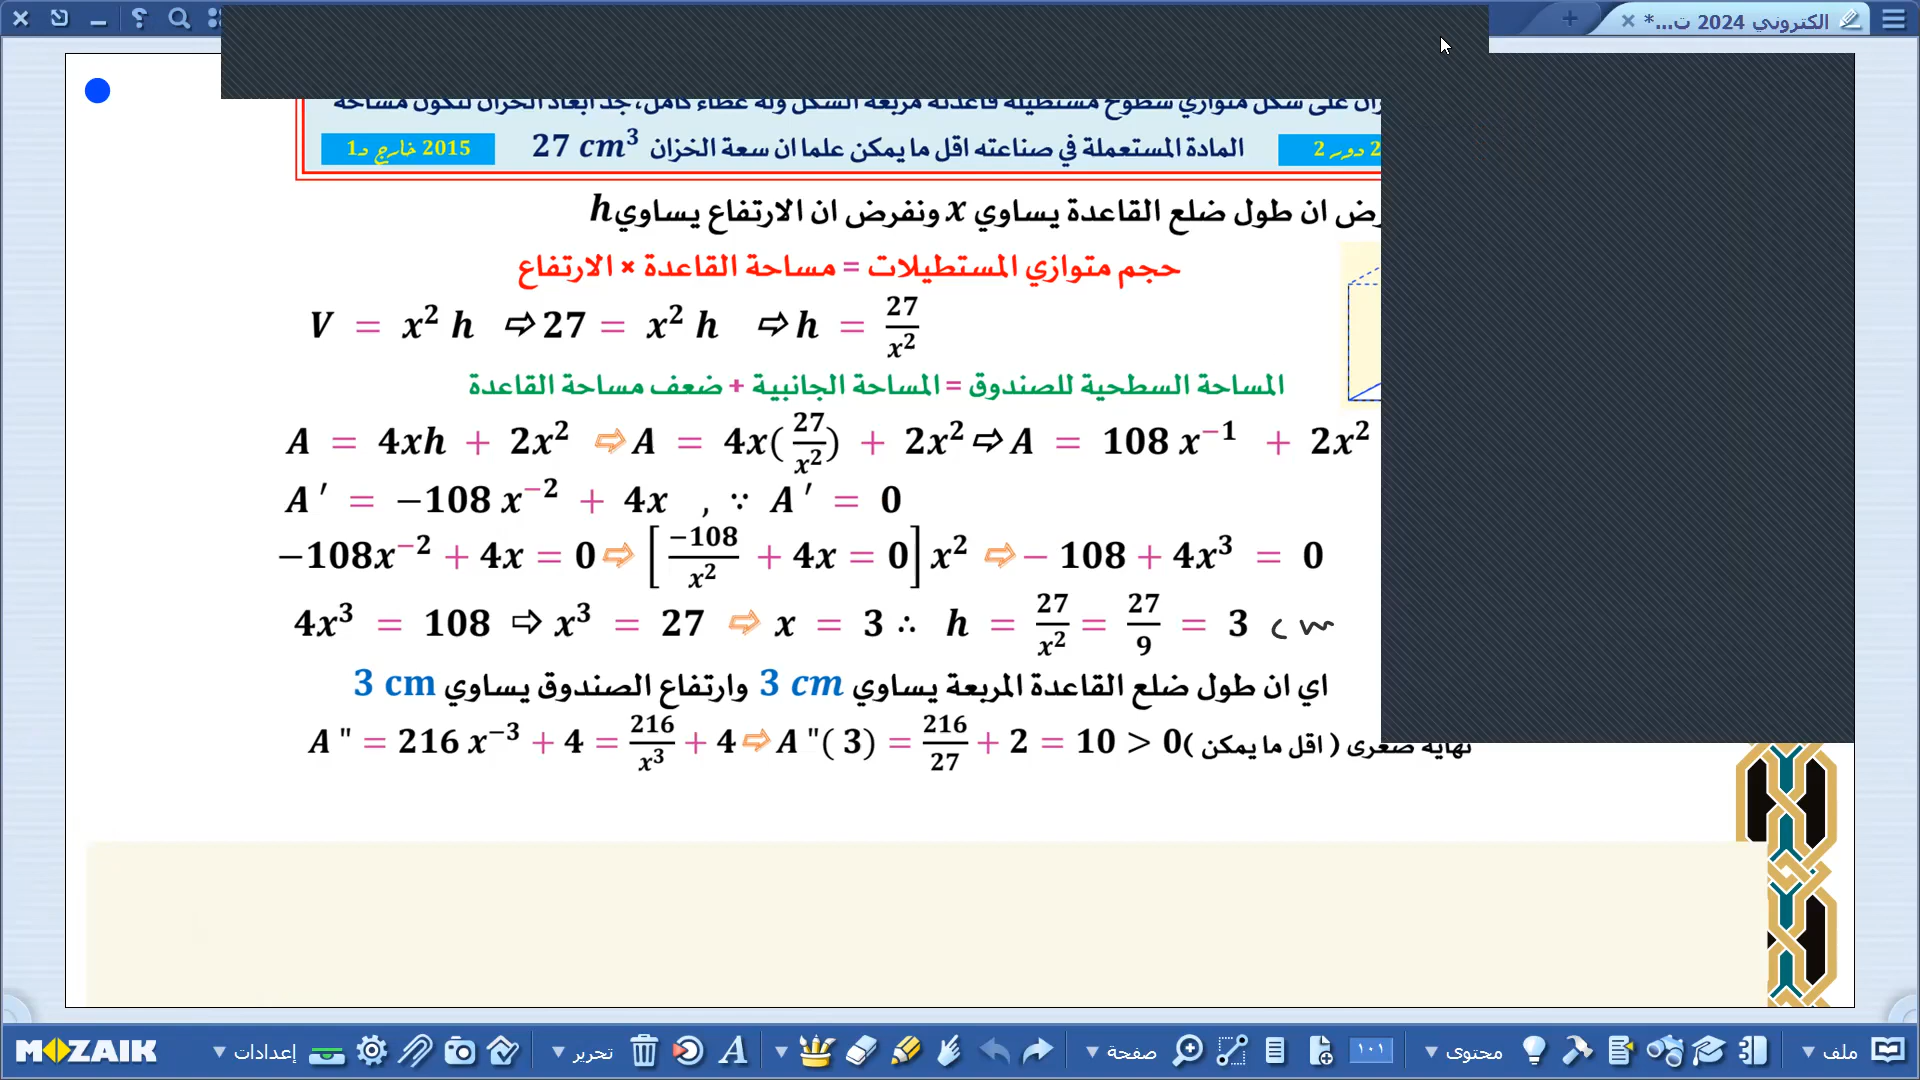 الكتروني 2024 ت...*
المادة المستعملة في صناعته اقل ما يمكن علما ان سعة الخزان 27 cm³
2015 خارج د1
دور 2
ان طول ضلع القاعدة يساوي x ونفرض ان الارتفاع يساوي h
حجم متوازي المستطيلات = مساحة القاعدة × الارتفاع
V = x² h ⇨ 27 = x² h ⇨ h = 27/x²
المساحة السطحية للصندوق = المساحة الجانبية + ضعف مساحة القاعدة
A = 4xh + 2x² ⇨ A = 4x(27/x²) + 2x² ⇨ A = 108 x⁻¹ + 2x²
A ′ = −108 x⁻² + 4x , ∵ A ′ = 0
−108x⁻² + 4x = 0 ⇨ [−108/x² + 4x = 0] x² ⇨ − 108 + 4x³ = 0
4x³ = 108 ⇨ x³ = 27 ⇨ x = 3 ∴ h = 27/x² = 27/9 = 3 cm
اي ان طول ضلع القاعدة المربعة يساوي 3 cm وارتفاع الصندوق يساوي 3 cm
A " = 216 x⁻³ + 4 = 216/x³ + 4 ⇨ A "( 3) = 216/27 + 2 = 10 > 0 نهاية صغرى ( اقل ما يمكن )
MOZAIK
إعدادات
تحرير
صفحة
١٠١
محتوى
ملف